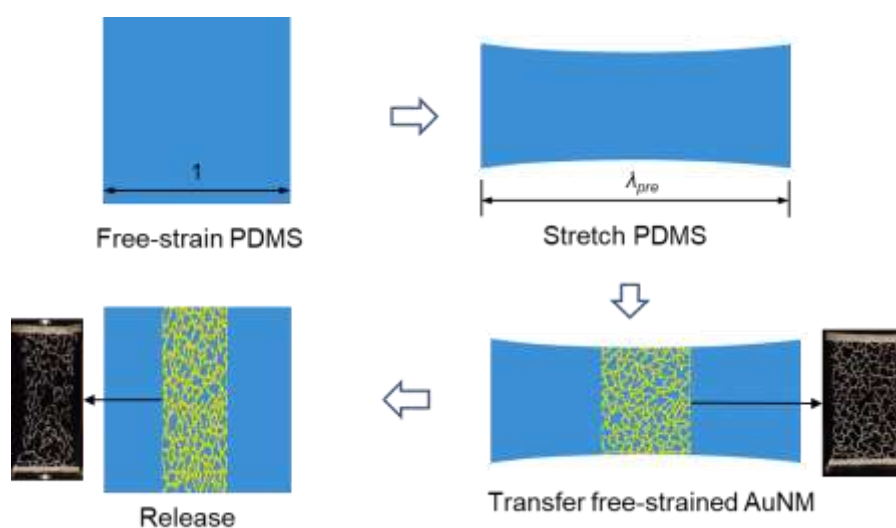 1
λpre
Free-strain PDMS
Stretch PDMS
Transfer free-strained AuNM
Release